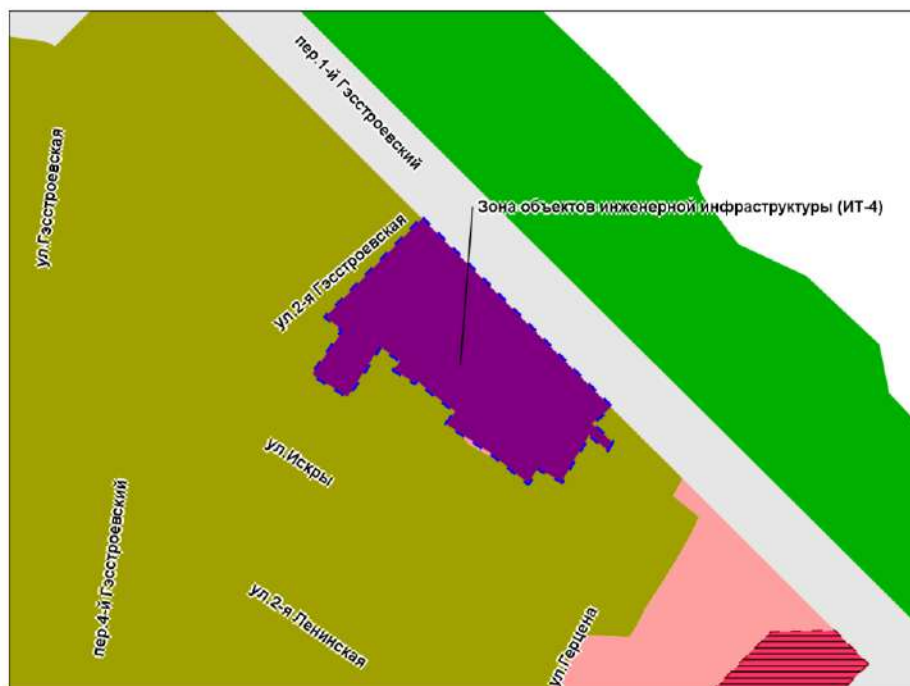 пер.1-й Гэсстроевский
ул.Гэсстроевская
Зона объектов инженерной инфраструктуры (ИТ-4)
ул.2-я Гэсстроевская
ул.Искры
пер.4-й Гэсстроевский
ул.2-я Ленинская
ул.Герцена